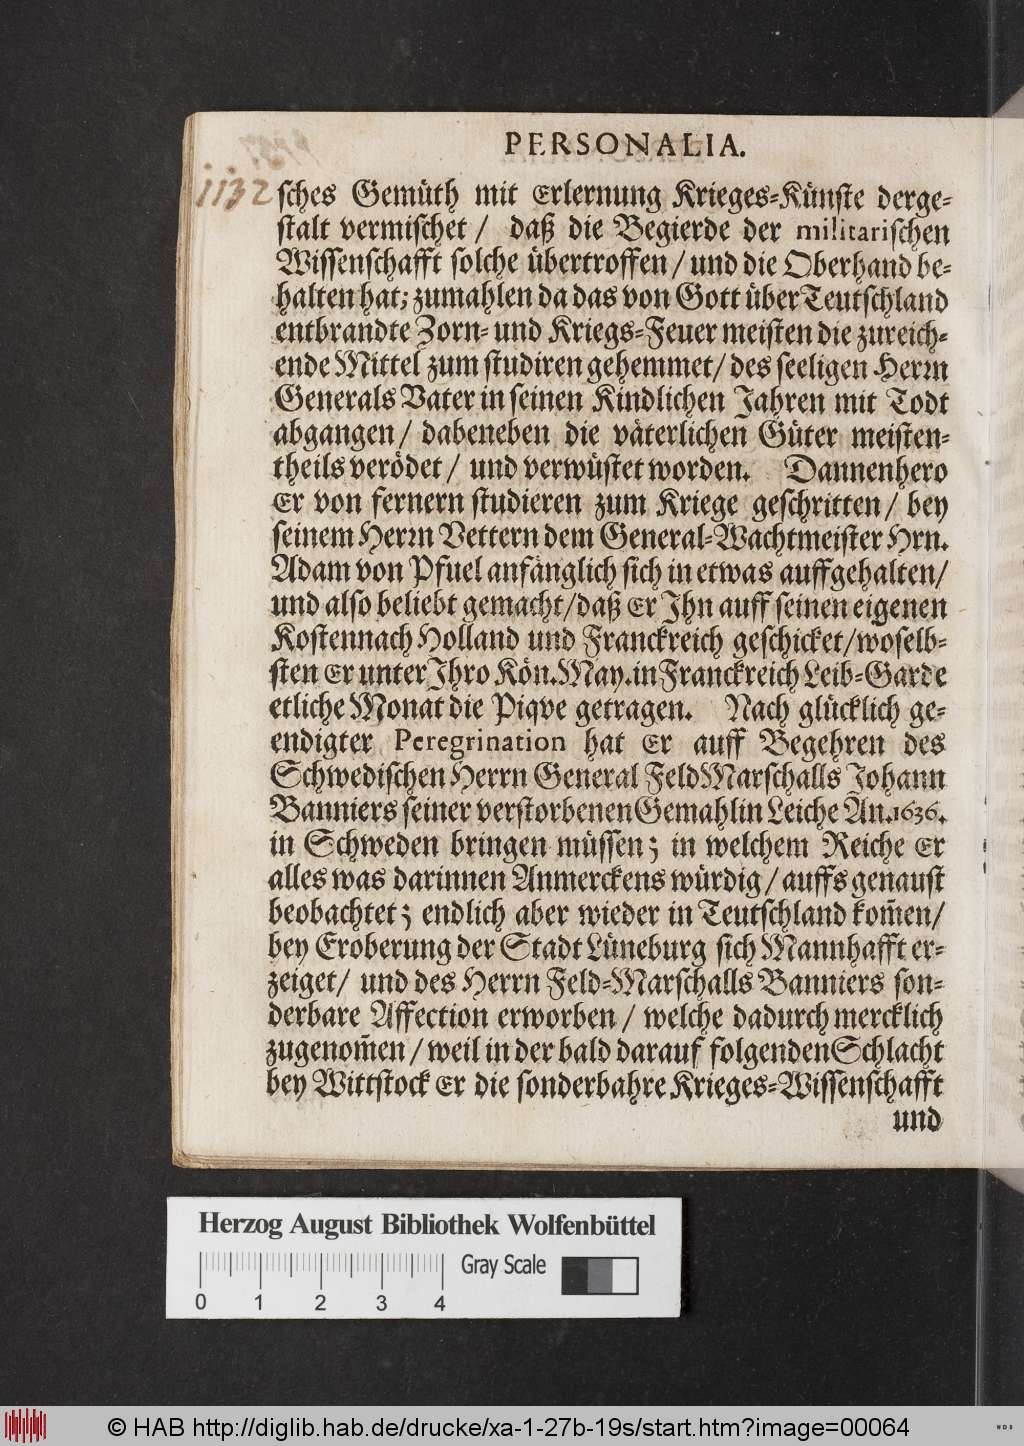 PERSONALIA.
1132
sches Gemüth mit Erlernung Krieges-Künste derge-
stalt vermischet / daß die Begierde der militarischen
Wissenschafft solche übertroffen / und die Oberhand be-
halten hat; zumahlen da das von Gott über Teutschland
entbrandte Zorn- und Kriegs-Feuer meisten die zureich-
ende Mittel zum studiren gehemmet / des seeligen Herrn
Generals Vater in seinen Kindlichen Jahren mit Todt
abgangen / dabeneben die väterlichen Güter meisten-
theils verödet / und verwüstet worden. Dannenhero
Er von fernern studieren zum Kriege geschritten / bey
seinem Herrn Vettern dem General-Wachtmeister Hrn.
Adam von Pfuel anfänglich sich in etwas auffgehalten /
und also beliebt gemacht / daß Er Ihn auff seinen eigenen
Kosten nach Holland und Franckreich geschicket / woselb-
sten Er unter Ihro Kön. May. in Franckreich Leib-Garde
etliche Monat die Piqve getragen. Nach glücklich ge-
endigter Peregrination hat Er auff Begehren des
Schwedischen Herrn General FeldMarschalls Johann
Banniers seiner verstorbenen Gemahlin Leiche An. 1636.
in Schweden bringen müssen; in welchem Reiche Er
alles was darinnen Anmerckens würdig / auffs genaust
beobachtet; endlich aber wieder in Teutschland kom̃en /
bey Eroberung der Stadt Lüneburg sich Mannhafft er-
zeiget / und des Herrn Feld-Marschalls Banniers son-
derbare Affection erworben / welche dadurch mercklich
zugenom̃en / weil in der bald darauf folgenden Schlacht
bey Wittstock Er die sonderbahre Krieges-Wissenschafft
und
Herzog August Bibliothek Wolfenbüttel
Gray Scale
0 1 2 3 4
© HAB http://diglib.hab.de/drucke/xa-1-27b-19s/start.htm?image=00064